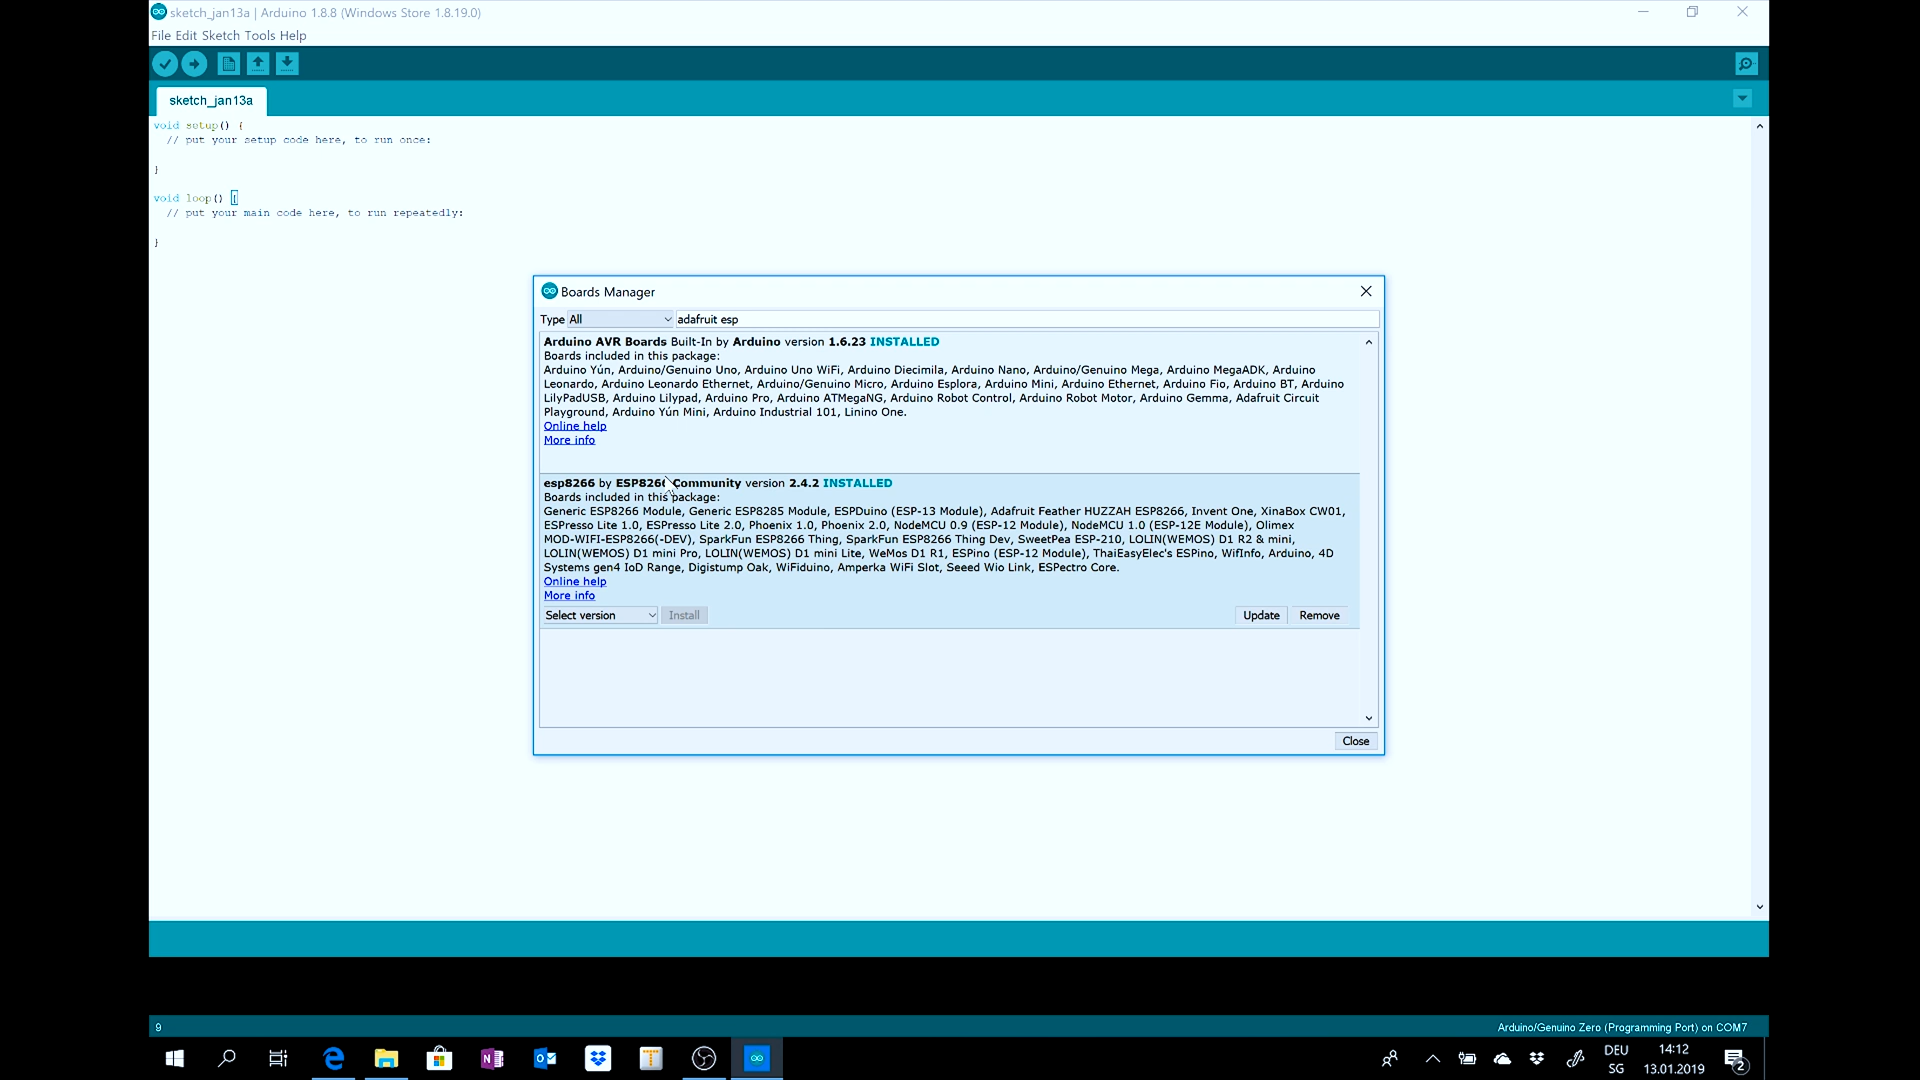 sketch_jan13a | Arduino 1.8.8 (Windows Store 1.8.19.0)
File Edit Sketch Tools Help
sketch_jan13a
void setup() {
// put your setup code here, to run once:
}
void loop() {
// put your main code here, to run repeatedly:
}
Boards Manager
Type All adafruit esp
Arduino AVR Boards Built-In by Arduino version 1.6.23 INSTALLED
Boards included in this package:
Arduino Yún, Arduino/Genuino Uno, Arduino Uno WiFi, Arduino Diecimila, Arduino Nano, Arduino/Genuino Mega, Arduino MegaADK, Arduino
Leonardo, Arduino Leonardo Ethernet, Arduino/Genuino Micro, Arduino Esplora, Arduino Mini, Arduino Ethernet, Arduino Fio, Arduino BT, Arduino
LilyPadUSB, Arduino Lilypad, Arduino Pro, Arduino ATMegaNG, Arduino Robot Control, Arduino Robot Motor, Arduino Gemma, Adafruit Circuit
Playground, Arduino Yún Mini, Arduino Industrial 101, Linino One.
Online help
More info
esp8266 by ESP8266 Community version 2.4.2 INSTALLED
Boards included in this package:
Generic ESP8266 Module, Generic ESP8285 Module, ESPDuino (ESP-13 Module), Adafruit Feather HUZZAH ESP8266, Invent One, XinaBox CW01,
ESPresso Lite 1.0, ESPresso Lite 2.0, Phoenix 1.0, Phoenix 2.0, NodeMCU 0.9 (ESP-12 Module), NodeMCU 1.0 (ESP-12E Module), Olimex
MOD-WIFI-ESP8266(-DEV), SparkFun ESP8266 Thing, SparkFun ESP8266 Thing Dev, SweetPea ESP-210, LOLIN(WEMOS) D1 R2 & mini,
LOLIN(WEMOS) D1 mini Pro, LOLIN(WEMOS) D1 mini Lite, WeMos D1 R1, ESPino (ESP-12 Module), ThaiEasyElec's ESPino, WifInfo, Arduino, 4D
Systems gen4 IoD Range, Digistump Oak, WiFiduino, Amperka WiFi Slot, Seeed Wio Link, ESPectro Core.
Online help
More info
Select version Install Update Remove
Close
9 Arduino/Genuino Zero (Programming Port) on COM7
DEU 14:12
SG 13.01.2019 2